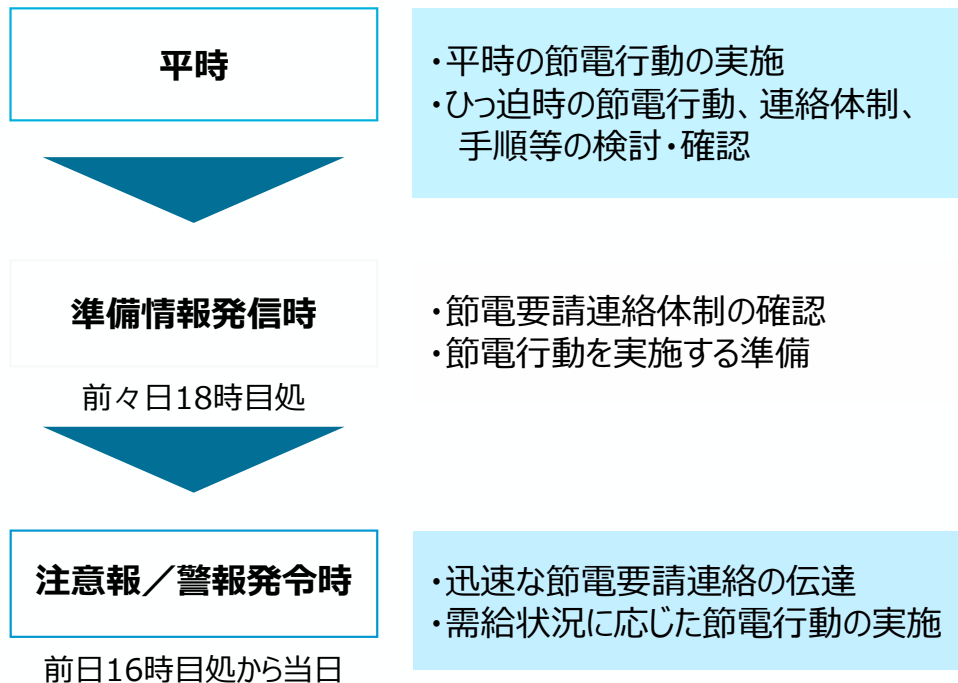 平時
・平時の節電行動の実施
・ひっ迫時の節電行動、連絡体制、
手順等の検討・確認
準備情報発信時
前々日18時目処
・節電要請連絡体制の確認
・節電行動を実施する準備
注意報／警報発令時
前日16時目処から当日
・迅速な節電要請連絡の伝達
・需給状況に応じた節電行動の実施